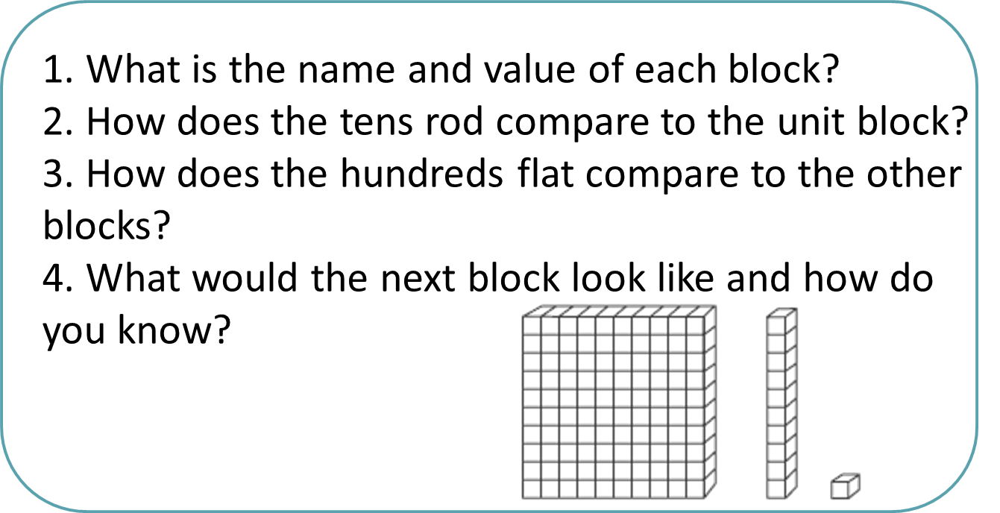 1. What is the name and value of each block?
2. How does the tens rod compare to the unit block?
3. How does the hundreds flat compare to the other
blocks?
4. What would the next block look like and how do
you know?